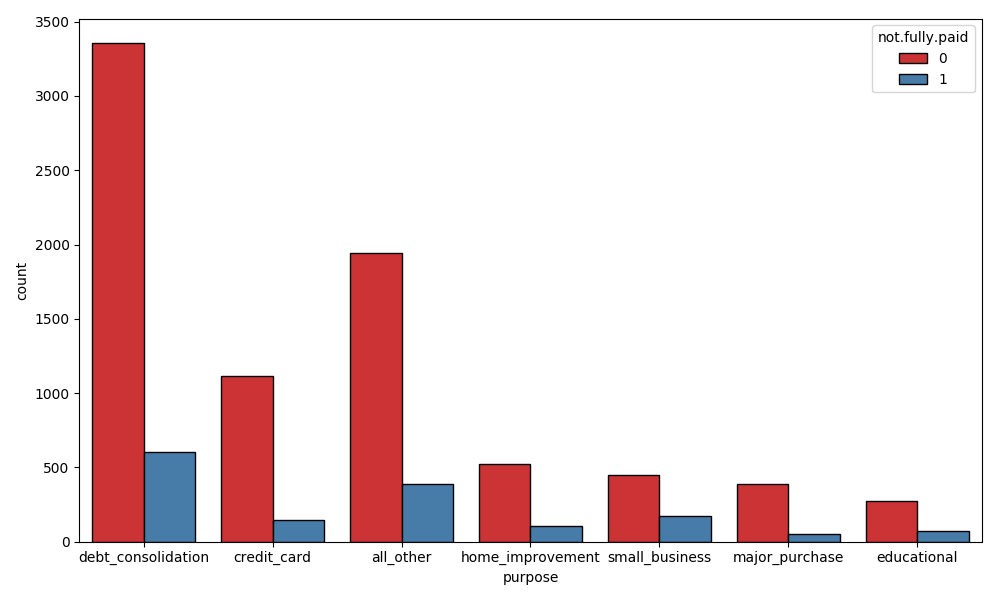 not.fully.paid
0
1
3500
3000
2500
2000
1500
1000
500
0
count
debt_consolidation credit_card all_other home_improvement small_business major_purchase educational
purpose